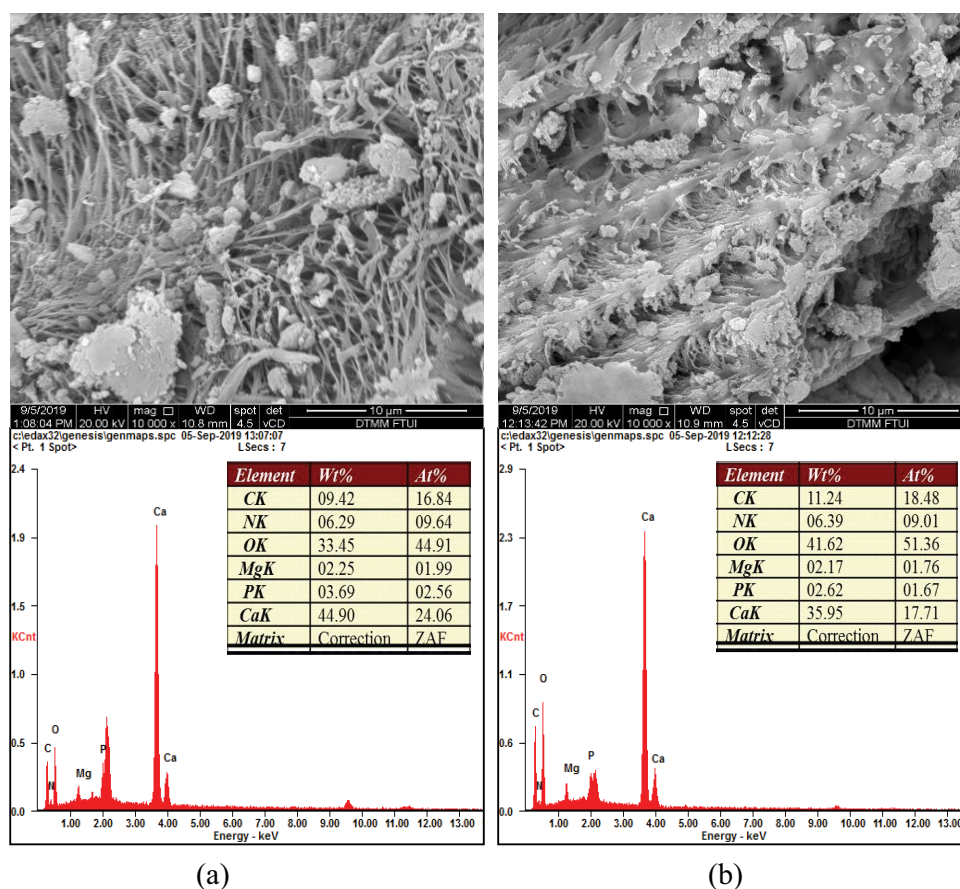 9/5/2019 HV mag □ WD spot det 10 µm
1:08:04 PM 20.00 kV 10 000 x 10.8 mm 4.5 vCD DTMM FTUI
c:\edax32\genesis\genmaps.spc 05-Sep-2019 13:07:07
< Pt. 1 Spot> LSecs : 7
2.4
1.9
1.5
KCnt
1.0
0.5
0.0
Element Wt% At%
CK 09.42 16.84
NK 06.29 09.64
OK 33.45 44.91
MgK 02.25 01.99
PK 03.69 02.56
CaK 44.90 24.06
Matrix Correction ZAF
Ca
O
C
N
Mg
P
Ca
1.00 2.00 3.00 4.00 5.00 6.00 7.00 8.00 9.00 10.00 11.00 12.00 13.00
Energy - keV
(a)
9/5/2019 HV mag □ WD spot det 10 µm
12:13:42 PM 20.00 kV 10 000 x 10.9 mm 4.5 vCD DTMM FTUI
c:\edax32\genesis\genmaps.spc 05-Sep-2019 12:12:28
< Pt. 1 Spot> LSecs : 7
2.9
2.3
1.7
KCnt
1.1
0.6
0.0
Element Wt% At%
CK 11.24 18.48
NK 06.39 09.01
OK 41.62 51.36
MgK 02.17 01.76
PK 02.62 01.67
CaK 35.95 17.71
Matrix Correction ZAF
Ca
O
C
N
Mg
P
Ca
1.00 2.00 3.00 4.00 5.00 6.00 7.00 8.00 9.00 10.00 11.00 12.00 13.00
Energy - keV
(b)